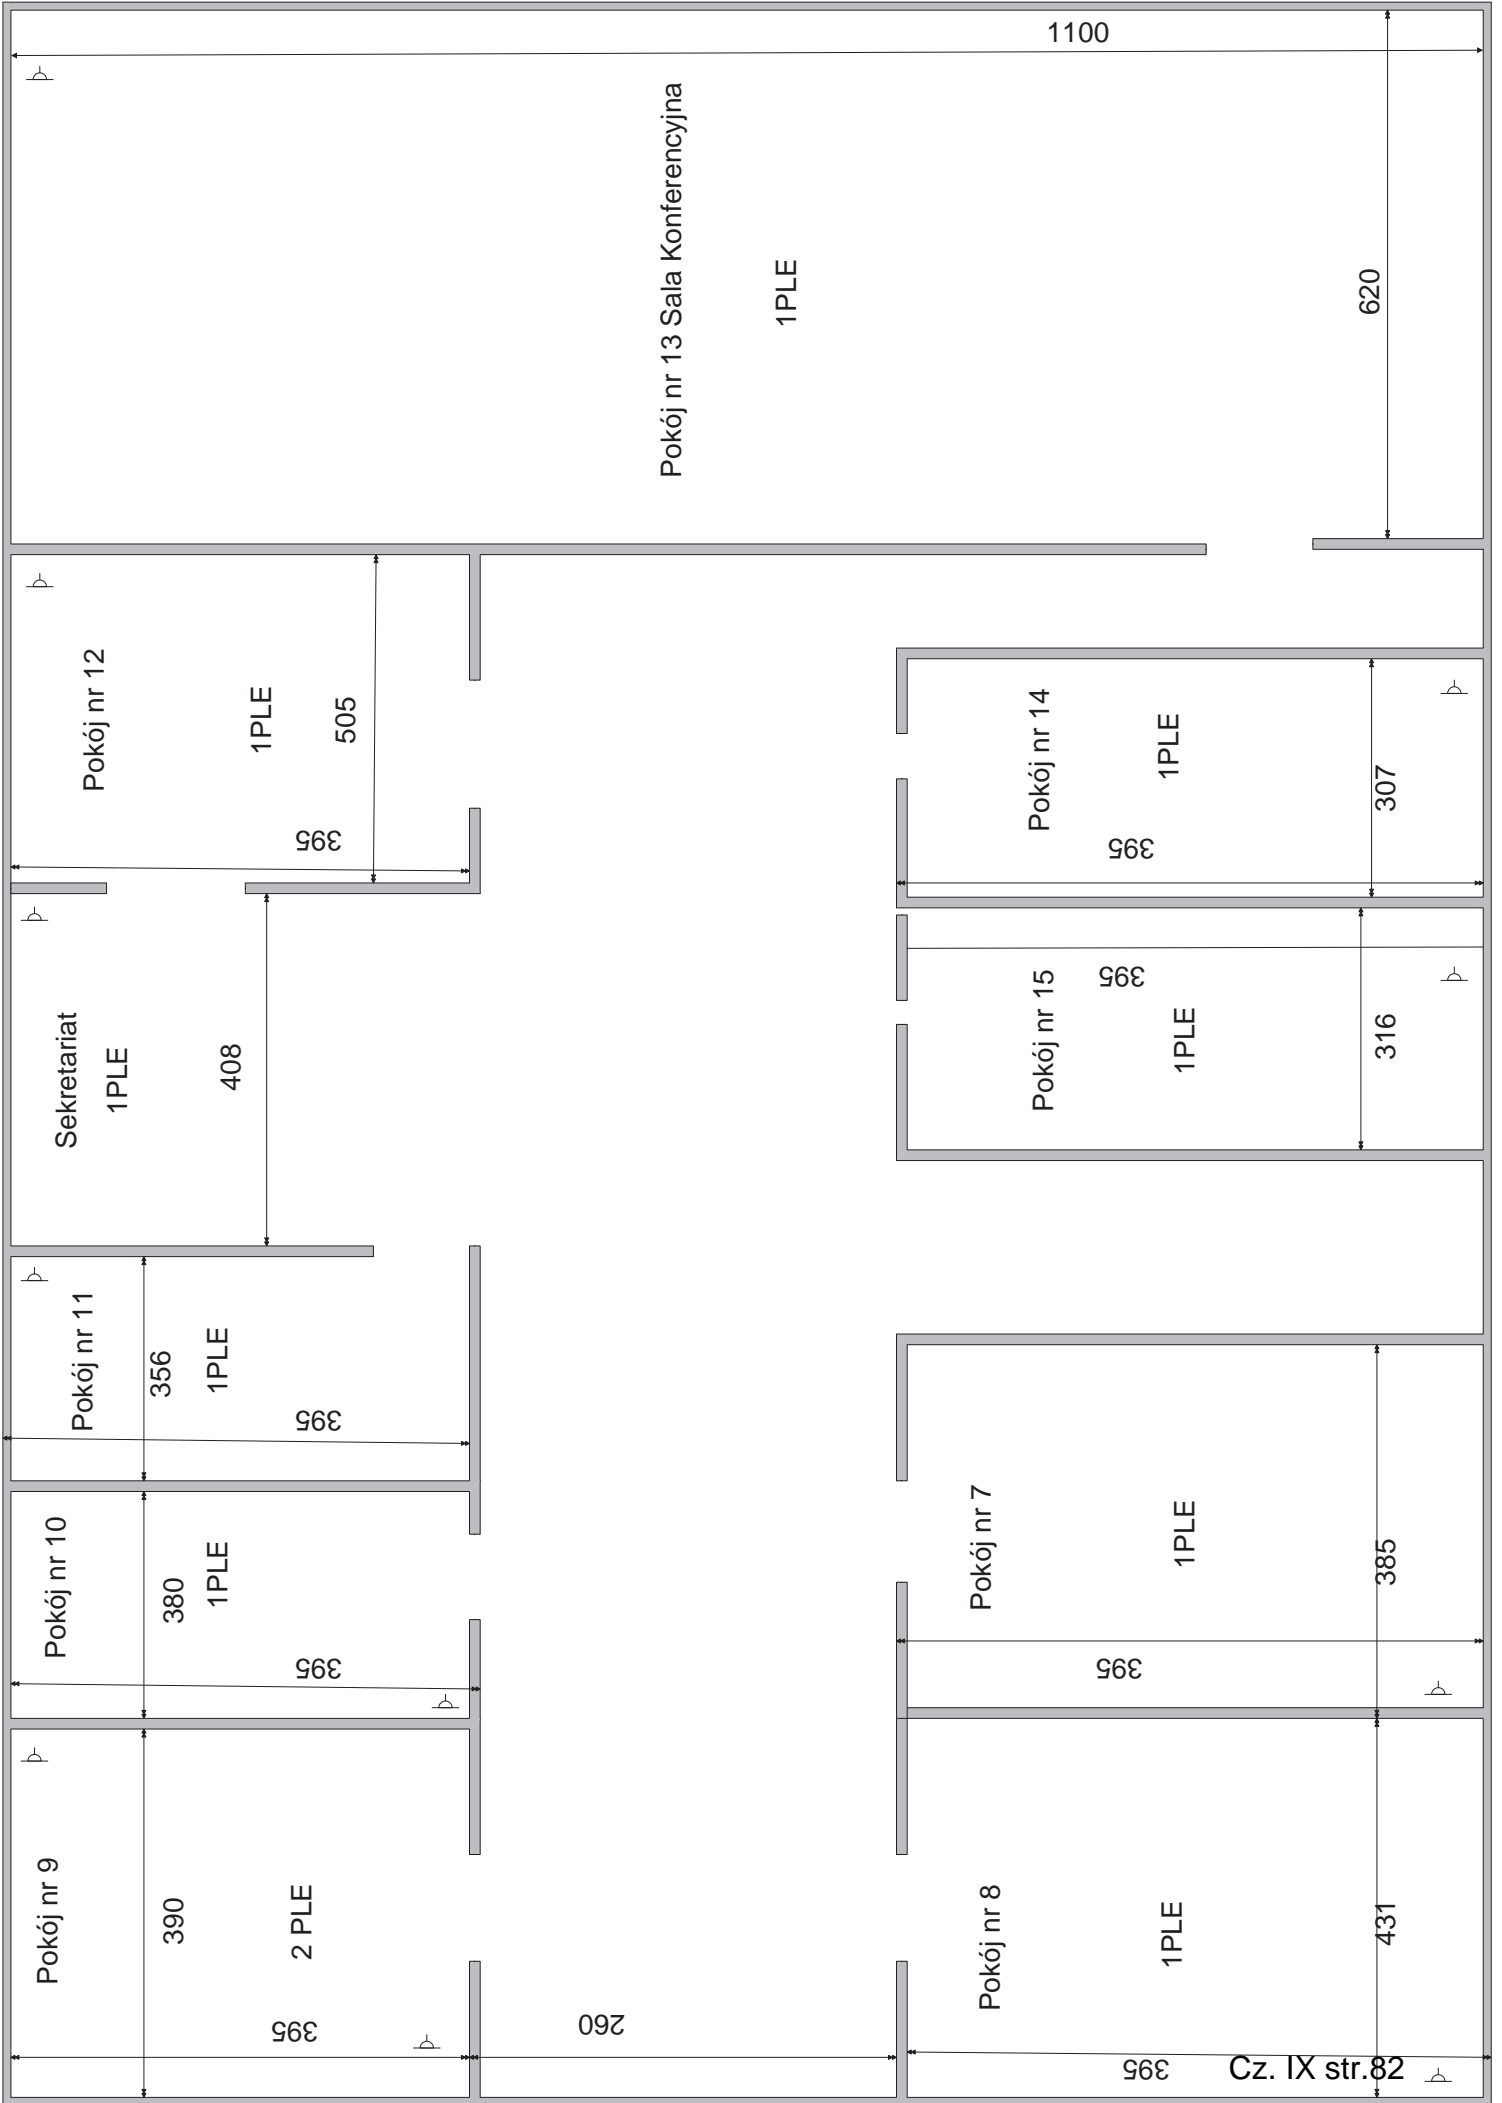 1100
Pokój nr 13 Sala Konferencyjna
1PLE
620
Pokój nr 12
1PLE
505
395
Pokój nr 14
1PLE
307
395
Sekretariat
1PLE
408
Pokój nr 15
395
1PLE
316
Pokój nr 11
356
1PLE
395
Pokój nr 10
380
1PLE
395
Pokój nr 7
1PLE
385
395
Pokój nr 9
390
2 PLE
395
260
Pokój nr 8
1PLE
431
395
Cz. IX str.82